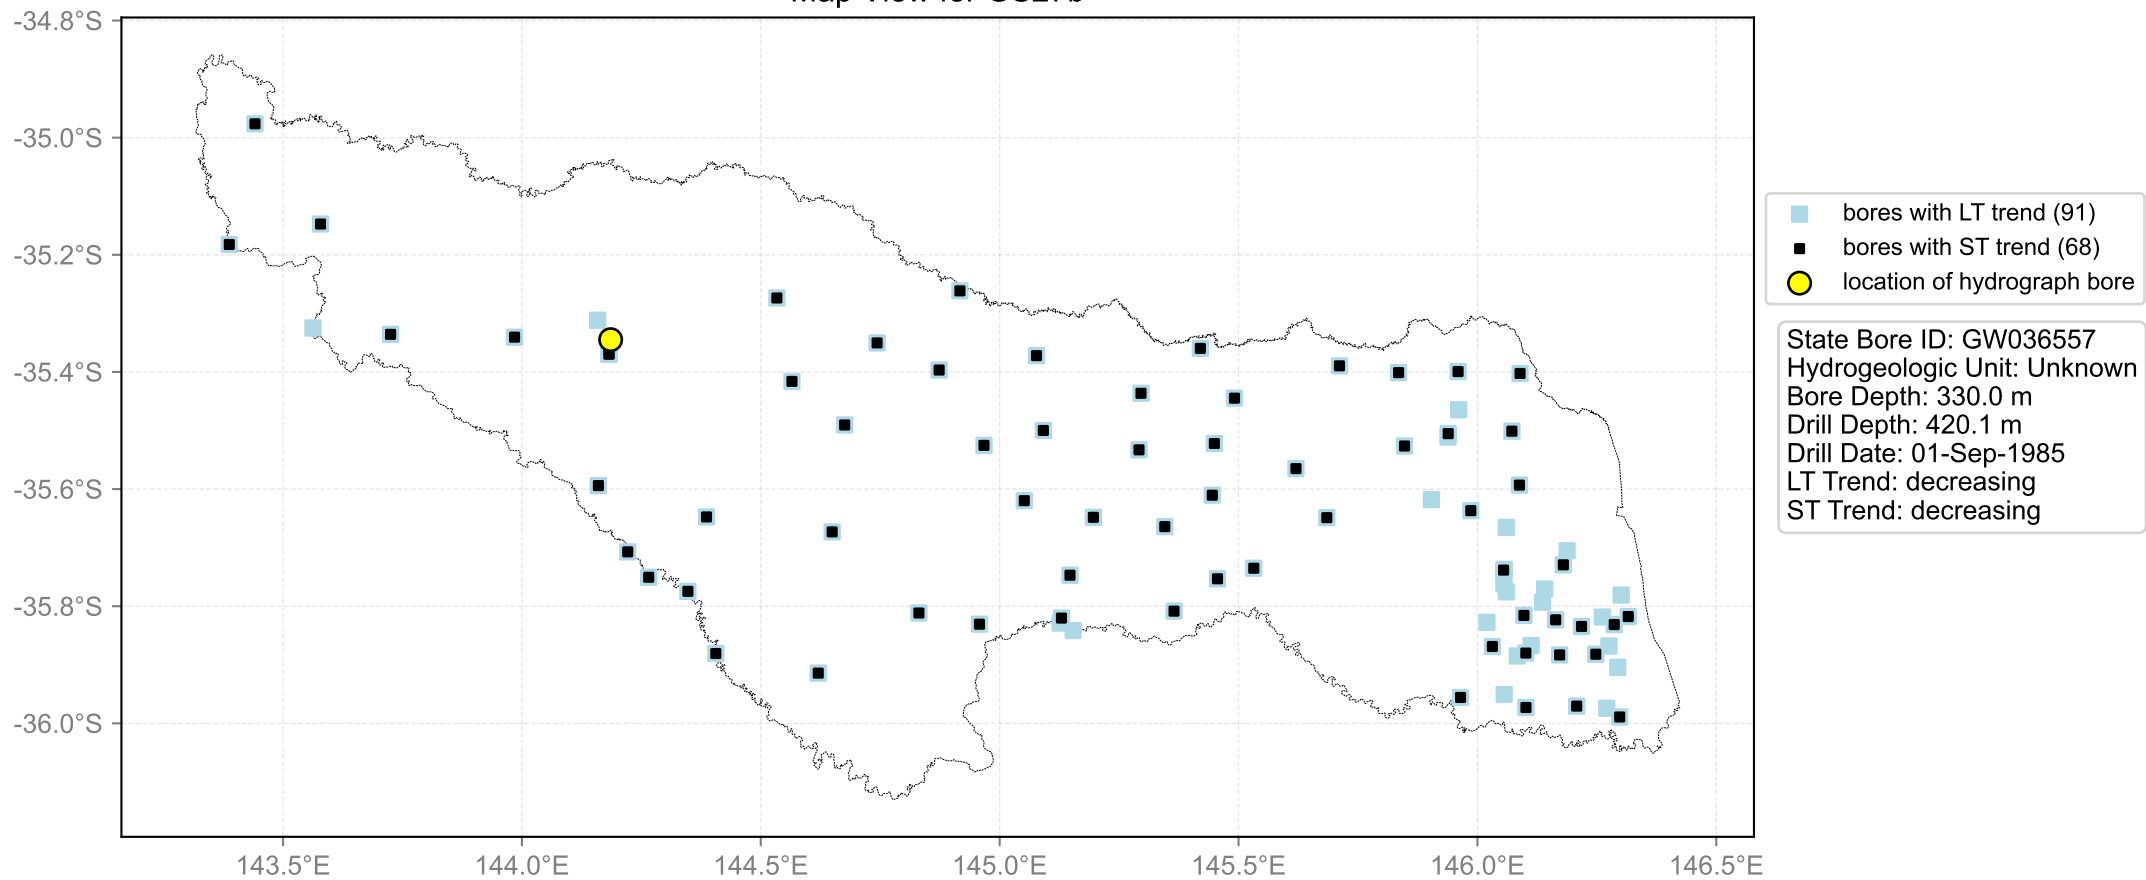 -34.8°S
-35.0°S
-35.2°S
-35.4°S
-35.6°S
-35.8°S
-36.0°S
143.5°E 144.0°E 144.5°E 145.0°E 145.5°E 146.0°E 146.5°E
bores with LT trend (91)
bores with ST trend (68)
location of hydrograph bore
State Bore ID: GW036557
Hydrogeologic Unit: Unknown
Bore Depth: 330.0 m
Drill Depth: 420.1 m
Drill Date: 01-Sep-1985
LT Trend: decreasing
ST Trend: decreasing